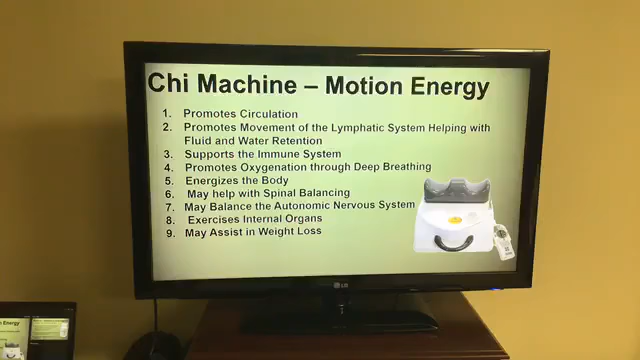 Chi Machine – Motion Energy
1. Promotes Circulation
2. Promotes Movement of the Lymphatic System Helping with
Fluid and Water Retention
3. Supports the Immune System
4. Promotes Oxygenation through Deep Breathing
5. Energizes the Body
6. May help with Spinal Balancing
7. May Balance the Autonomic Nervous System
8. Exercises Internal Organs
9. May Assist in Weight Loss
LG
n Energy